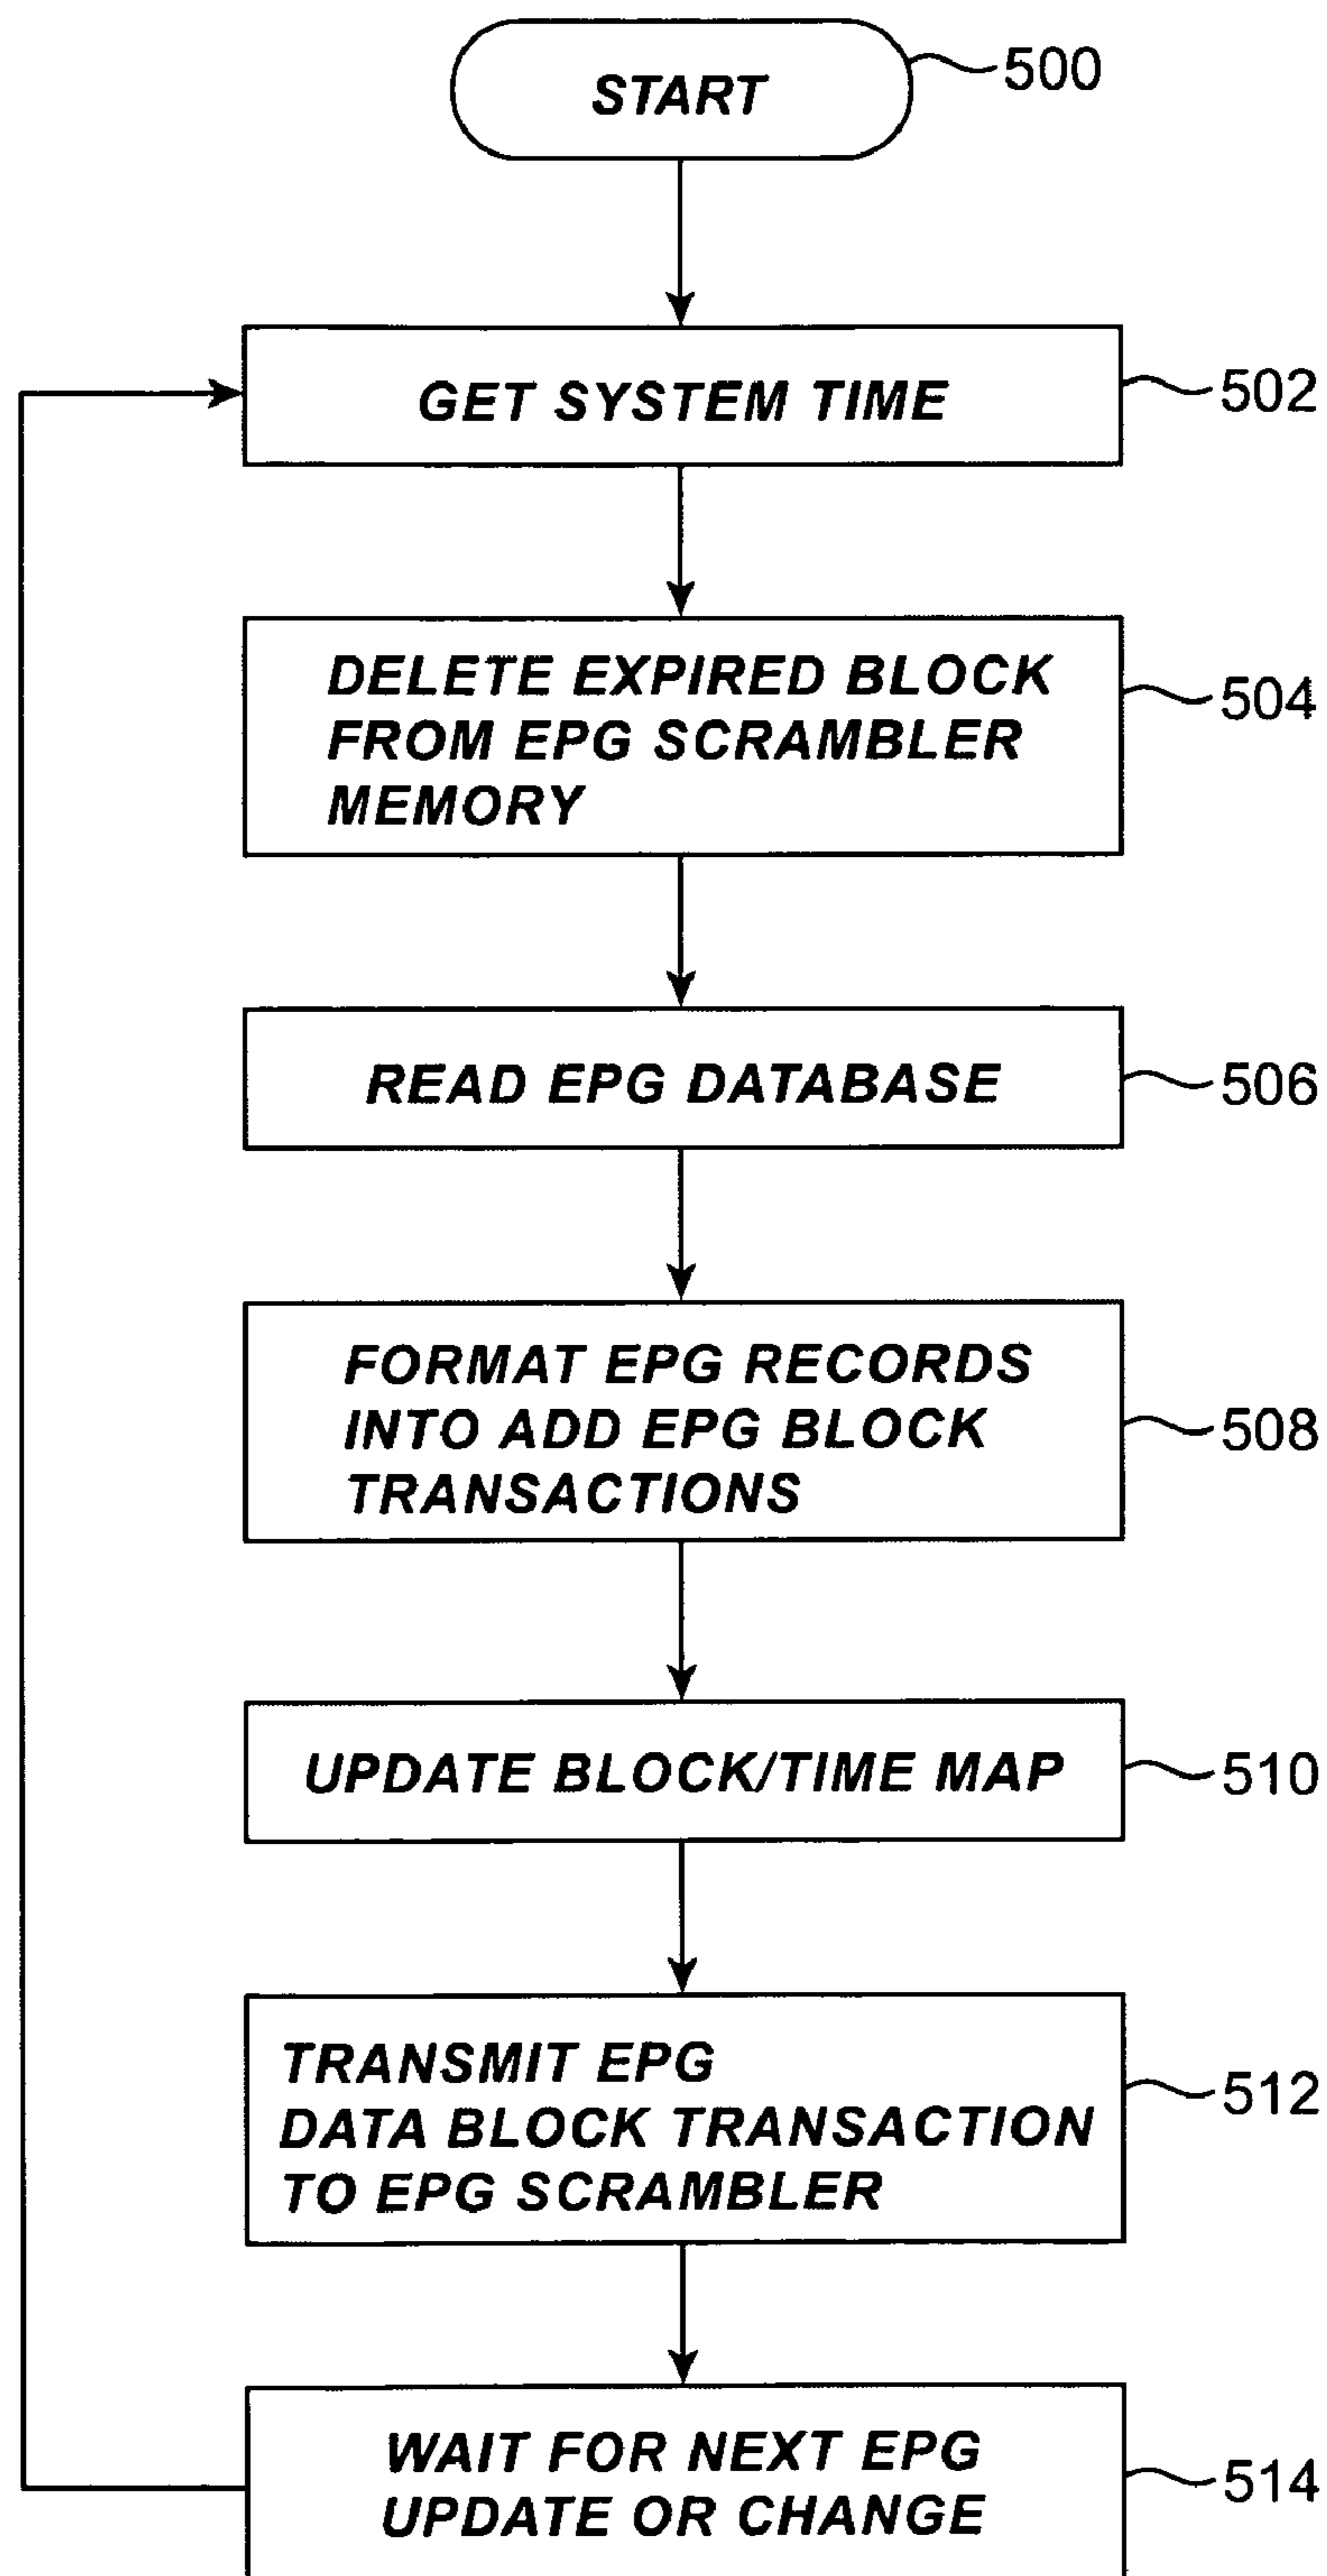 START
500
GET SYSTEM TIME
502
DELETE EXPIRED BLOCK
FROM EPG SCRAMBLER
MEMORY
504
READ EPG DATABASE
506
FORMAT EPG RECORDS
INTO ADD EPG BLOCK
TRANSACTIONS
508
UPDATE BLOCK/TIME MAP
510
TRANSMIT EPG
DATA BLOCK TRANSACTION
TO EPG SCRAMBLER
512
WAIT FOR NEXT EPG
UPDATE OR CHANGE
514